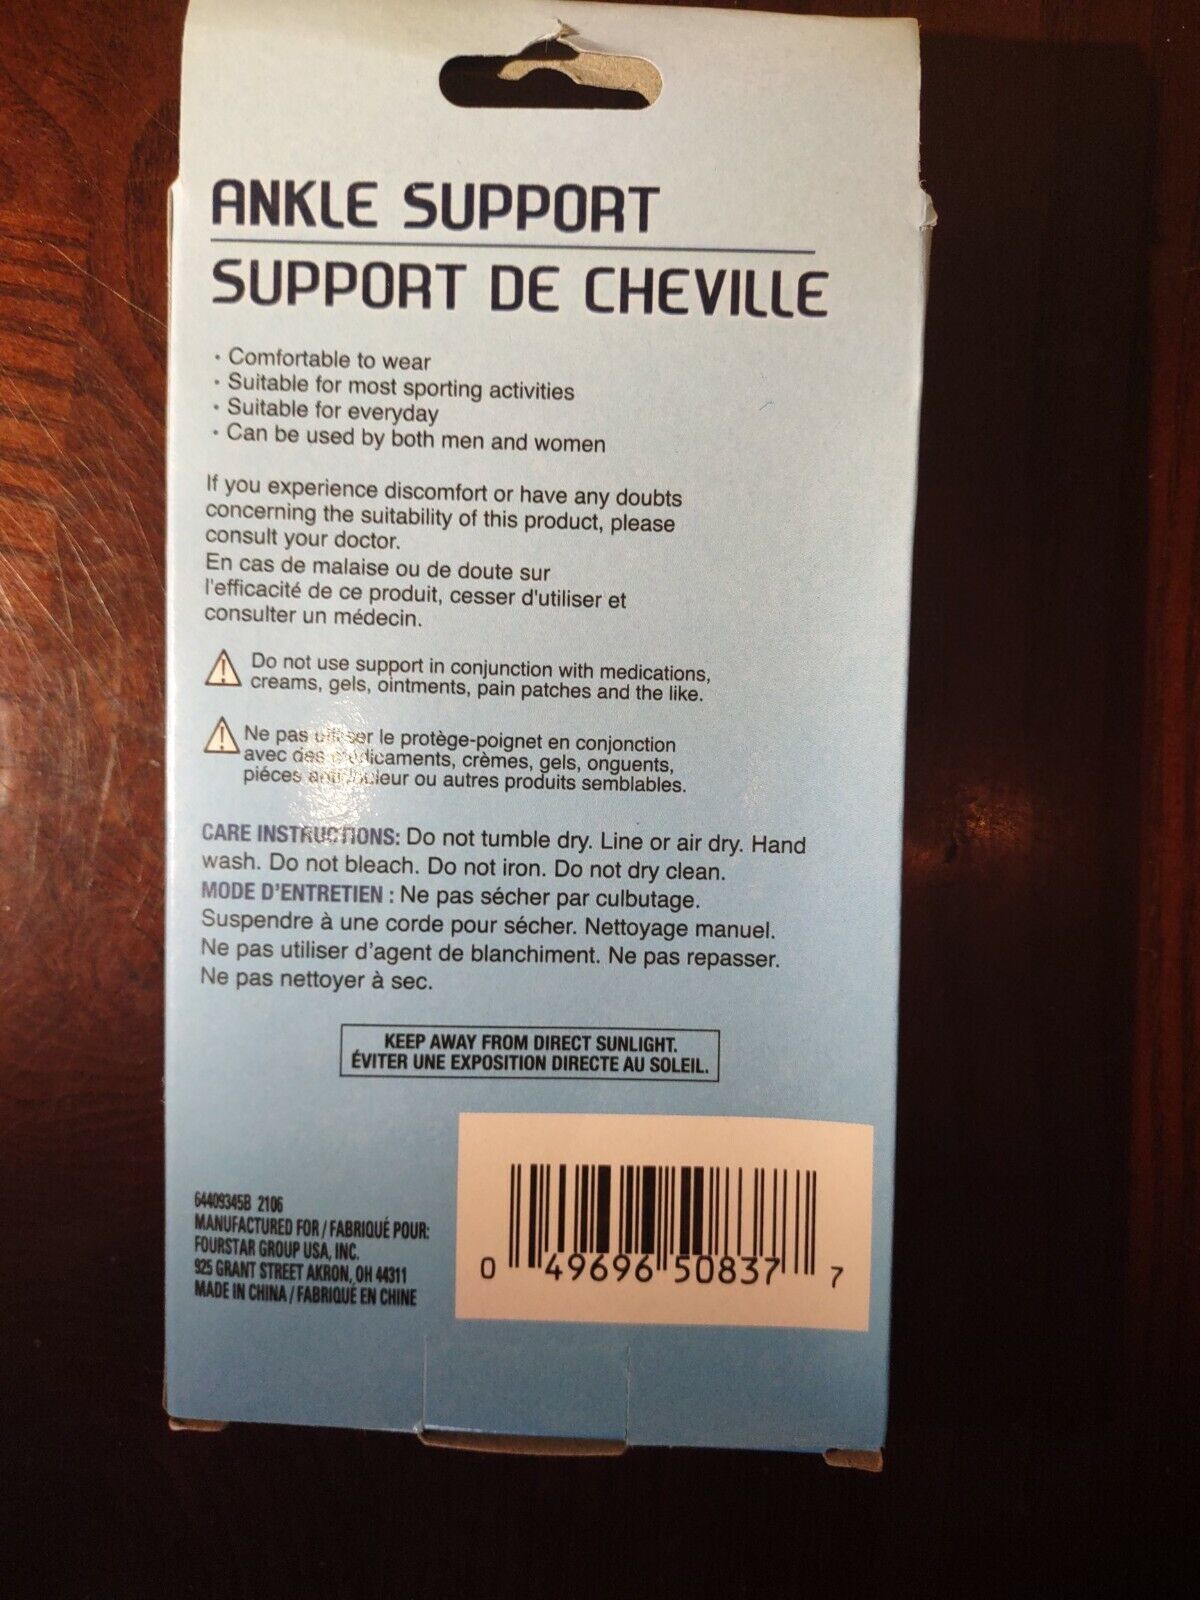 ANKLE SUPPORT
SUPPORT DE CHEVILLE
• Comfortable to wear
• Suitable for most sporting activities
• Suitable for everyday
• Can be used by both men and women
If you experience discomfort or have any doubts
concerning the suitability of this product, please
consult your doctor.
En cas de malaise ou de doute sur
l'efficacité de ce produit, cesser d'utiliser et
consulter un médecin.
Do not use support in conjunction with medications,
creams, gels, ointments, pain patches and the like.
Ne pas utiliser le protège-poignet en conjonction
avec des médicaments, crèmes, gels, onguents,
piéces ou autres produits semblables.
CARE INSTRUCTIONS: Do not tumble dry. Line or air dry. Hand
wash. Do not bleach. Do not iron. Do not dry clean.
MODE D'ENTRETIEN : Ne pas sécher par culbutage.
Suspendre à une corde pour sécher. Nettoyage manuel.
Ne pas utiliser d'agent de blanchiment. Ne pas repasser.
Ne pas nettoyer à sec.
KEEP AWAY FROM DIRECT SUNLIGHT.
ÉVITER UNE EXPOSITION DIRECTE AU SOLEIL.
64409345B 2106
MANUFACTURED FOR / FABRIQUÉ POUR:
FOURSTAR GROUP USA, INC.
925 GRANT STREET AKRON, OH 44311
MADE IN CHINA / FABRIQUÉ EN CHINE
0 49696 50837 7